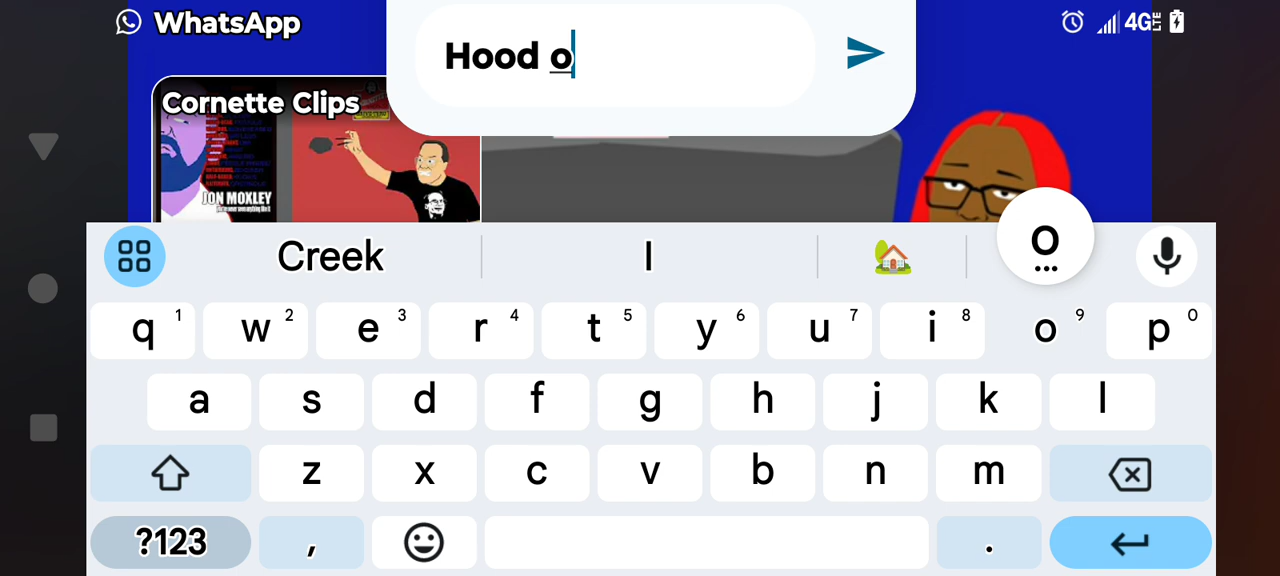 WhatsApp
4G LTE
Hood o
Cornette Clips
JON MOXLEY
Creek
I
o
...
q 1
w 2
e 3
r 4
t 5
y 6
u 7
i 8
o 9
p 0
a s d f g h j k l
z x c v b n m
?123 , .